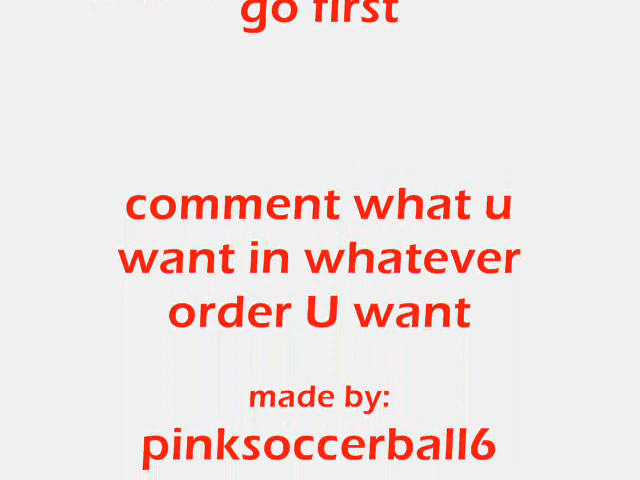 go first
comment what u
want in whatever
order U want
made by:
pinksoccerball6